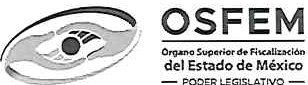 OSFEM
Órgano Superior de Fiscalización
del Estado de México
PODER LEGISLATIVO